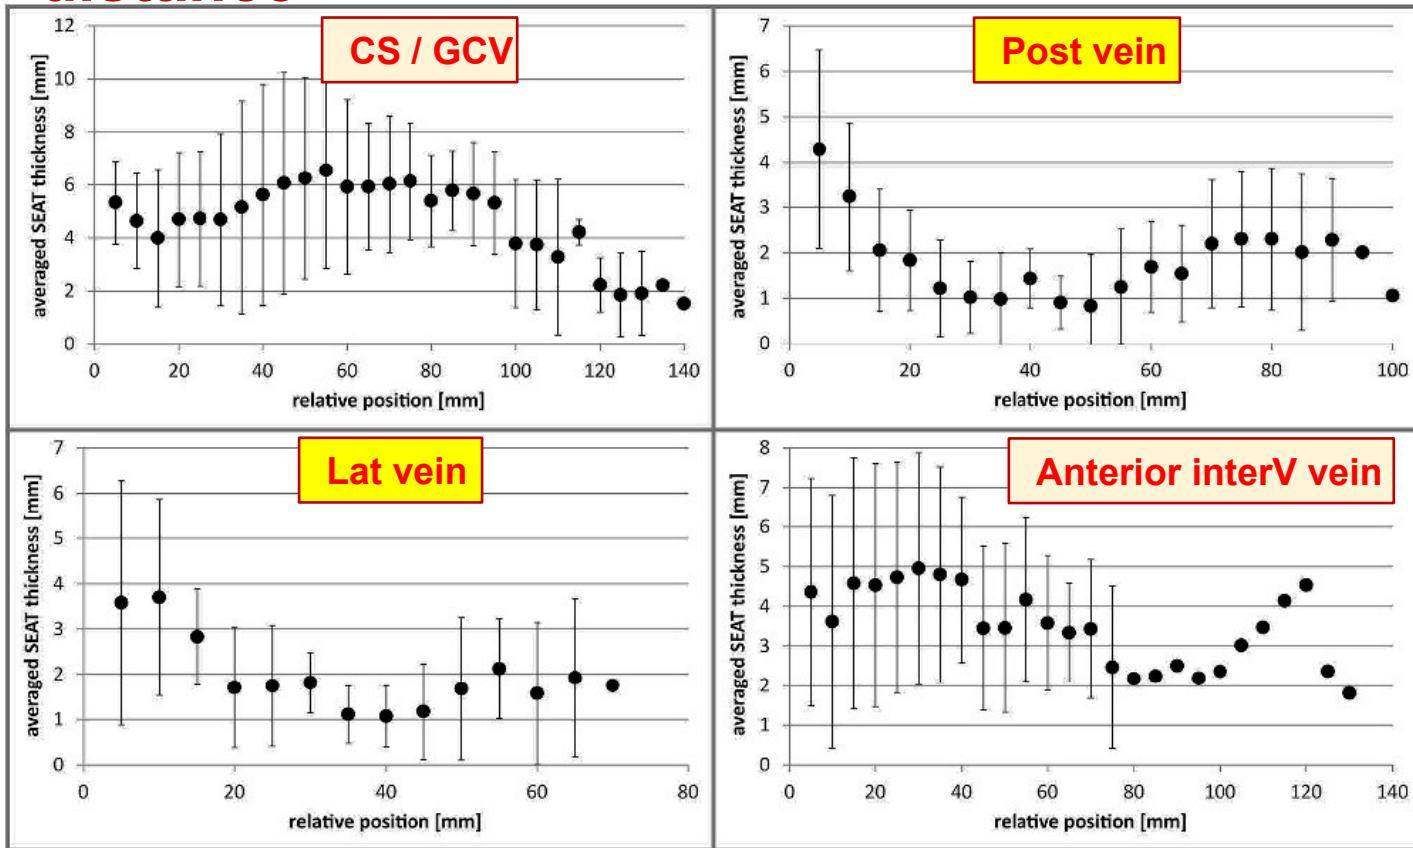 distance
CS / GCV
averaged SEAT thickness [mm]
12
10
8
6
4
2
0
0 20 40 60 80 100 120 140
relative position [mm]
Post vein
averaged SEAT thickness [mm]
7
6
5
4
3
2
1
0
0 20 40 60 80 100
relative position [mm]
Lat vein
averaged SEAT thickness [mm]
7
6
5
4
3
2
1
0
0 20 40 60 80
relative position [mm]
Anterior interV vein
averaged SEAT thickness [mm]
8
7
6
5
4
3
2
1
0
0 20 40 60 80 100 120 140
relative position [mm]